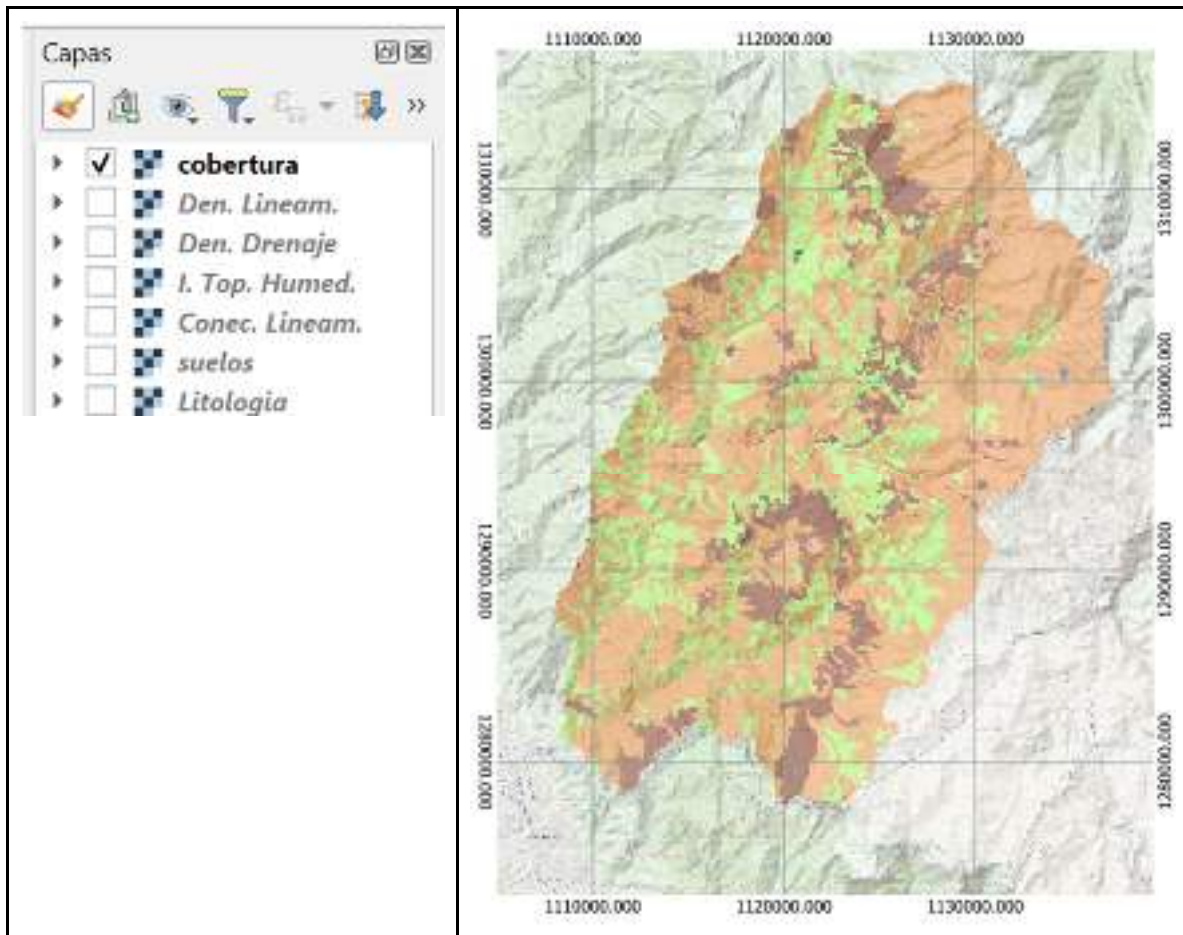 Capas
cobertura
Den. Lineam.
Den. Drenaje
I. Top. Humed.
Conec. Lineam.
suelos
Litologia
1110000.000 1120000.000 1130000.000
1310000.000 1310000.000
1300000.000 1300000.000
1290000.000 1290000.000
1280000.000 1280000.000
1110000.000 1120000.000 1130000.000